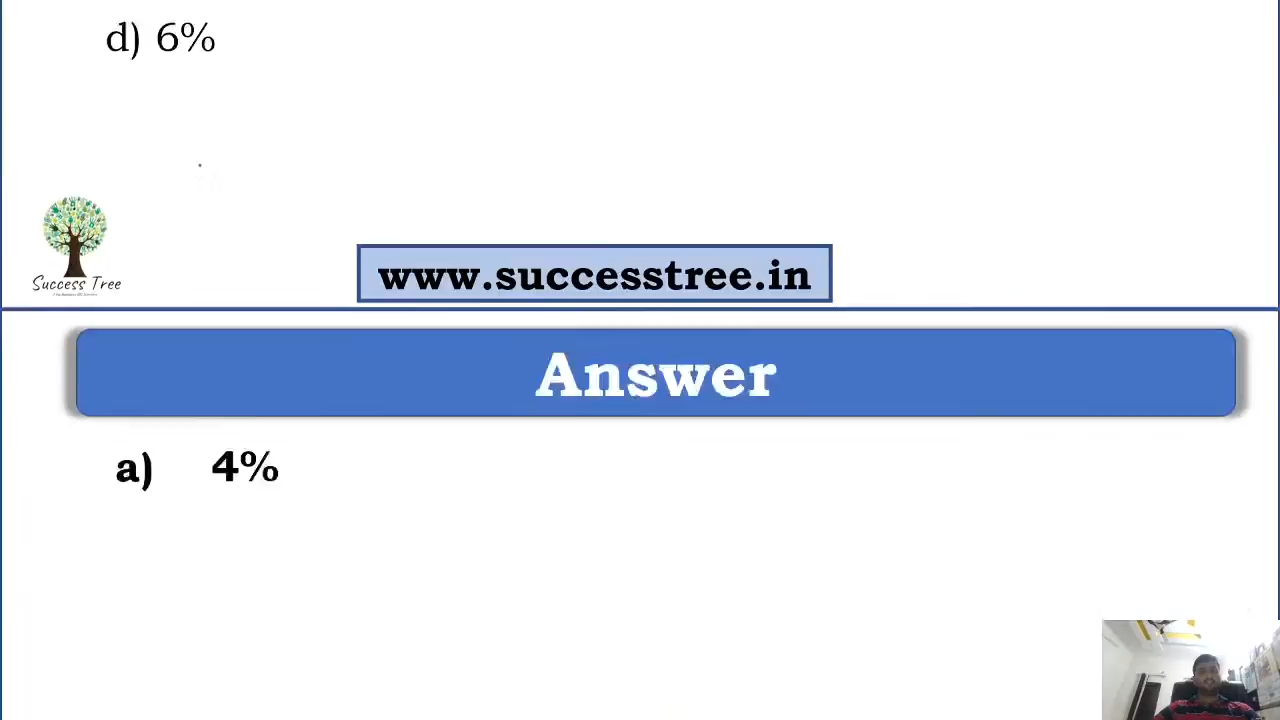 d) 6%
Success Tree
www.successtree.in
Answer
a) 4%